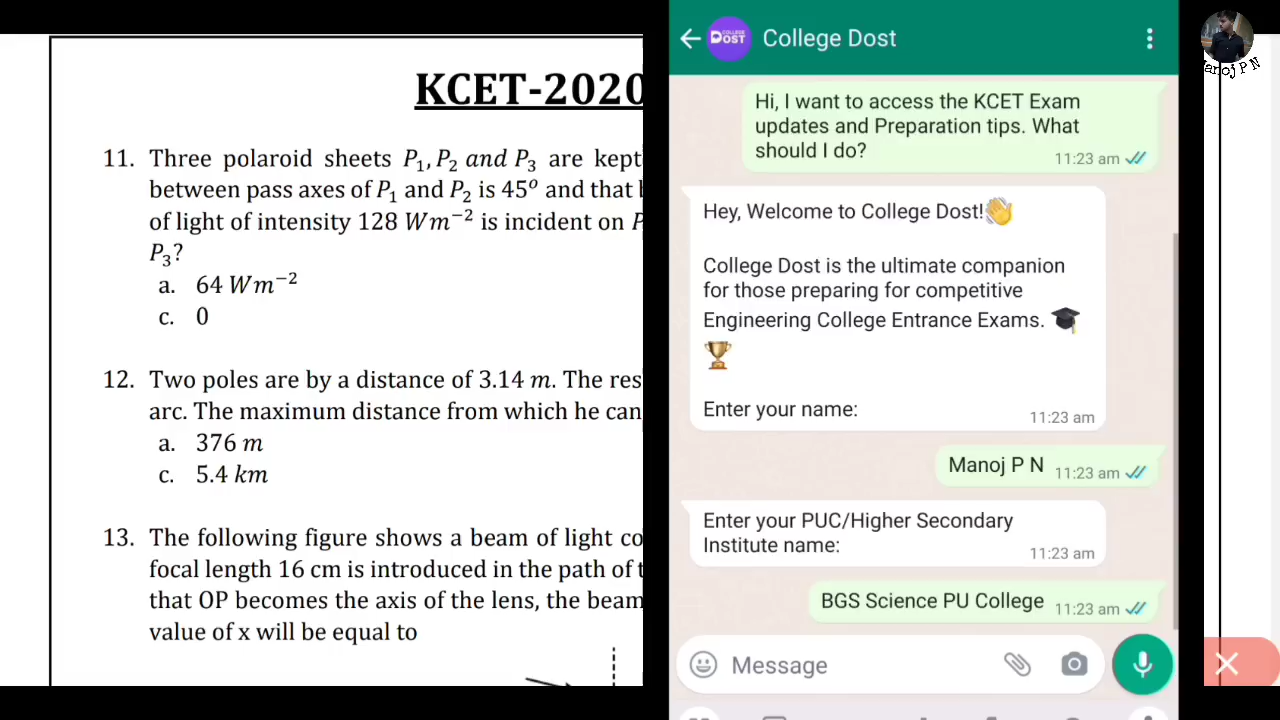 KCET-2020
11. Three polaroid sheets P₁, P₂ and P₃ are kept
between pass axes of P₁ and P₂ is 45° and that
of light of intensity 128 Wm⁻² is incident on P
P₃?
a. 64 Wm⁻²
c. 0
12. Two poles are by a distance of 3.14 m. The res
arc. The maximum distance from which he can
a. 376 m
c. 5.4 km
13. The following figure shows a beam of light co
focal length 16 cm is introduced in the path of t
that OP becomes the axis of the lens, the beam
value of x will be equal to
COLLEGE
DOST
College Dost
Hi, I want to access the KCET Exam
updates and Preparation tips. What
should I do?
11:23 am
Hey, Welcome to College Dost!👋
College Dost is the ultimate companion
for those preparing for competitive
Engineering College Entrance Exams. 🎓
🏆
Enter your name:
11:23 am
Manoj P N
11:23 am
Enter your PUC/Higher Secondary
Institute name:
11:23 am
BGS Science PU College
11:23 am
Message
Manoj P N